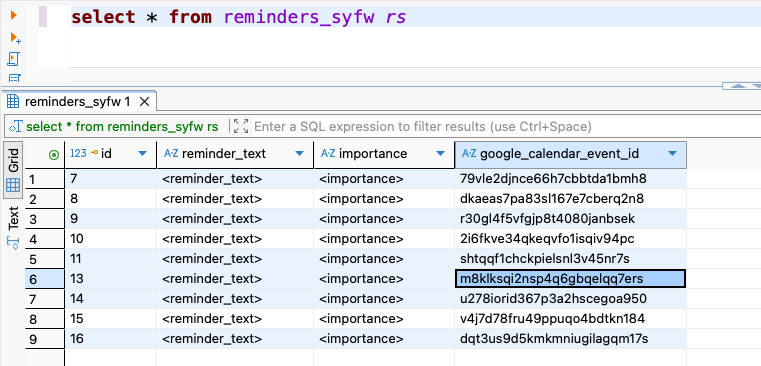 select * from reminders_syfw rs
reminders_syfw 1
select * from reminders_syfw rs Enter a SQL expression to filter results (use Ctrl+Space)
Grid
Text
123 id A-Z reminder_text A-Z importance A-Z google_calendar_event_id
1 7 <reminder_text> <importance> 79vle2djnce66h7cbbtda1bmh8
2 8 <reminder_text> <importance> dkaeas7pa83sl167e7cberq2n8
3 9 <reminder_text> <importance> r30gl4f5vfgjp8t4080janbsek
4 10 <reminder_text> <importance> 2i6fkve34qkeqvfo1isqiv94pc
5 11 <reminder_text> <importance> shtqqf1chckpielsnl3v45nr7s
6 13 <reminder_text> <importance> m8klksqi2nsp4q6gbqelqq7ers
7 14 <reminder_text> <importance> u278iorid367p3a2hscegoa950
8 15 <reminder_text> <importance> v4j7d78fru49ppuqo4bdtkn184
9 16 <reminder_text> <importance> dqt3us9d5kmkmniugilagqm17s